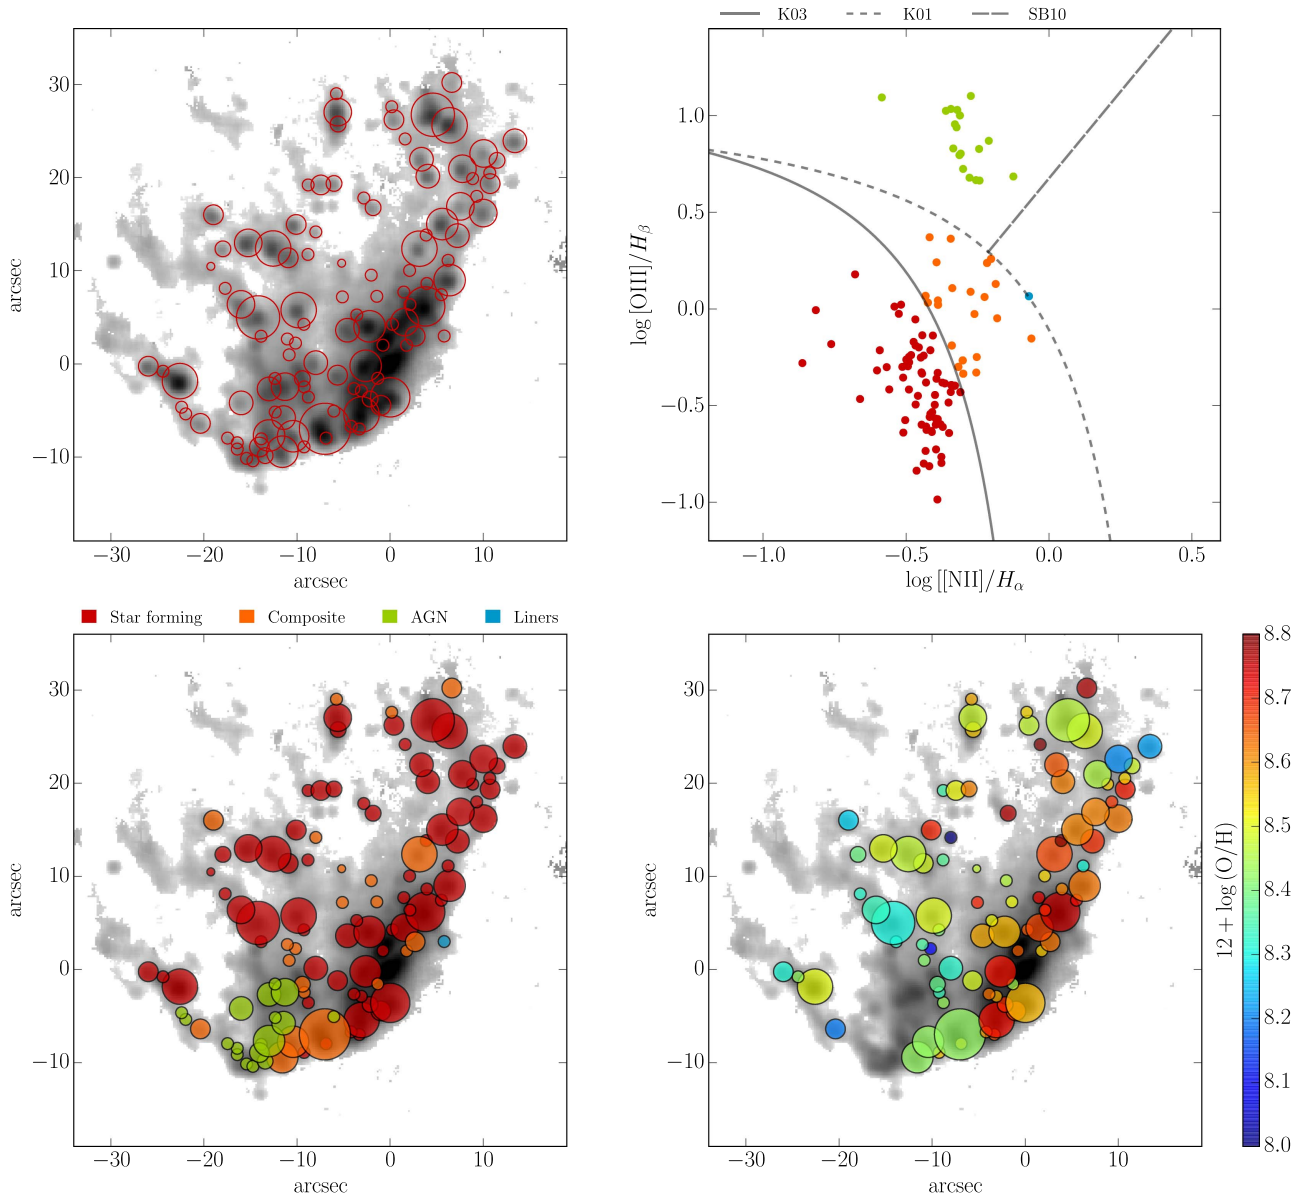 K03 K01 SB10
30
20
10
0
−10
arcsec
−30 −20 −10 0 10
arcsec
1.0
0.5
0.0
−0.5
−1.0
log [OIII]/H_β
−1.0 −0.5 0.0 0.5
log [[NII]/H_α
Star forming Composite AGN Liners
30
20
10
0
−10
arcsec
−30 −20 −10 0 10
arcsec
30
20
10
0
−10
arcsec
−30 −20 −10 0 10
arcsec
8.8
8.7
8.6
8.5
8.4
8.3
8.2
8.1
8.0
12 + log (O/H)